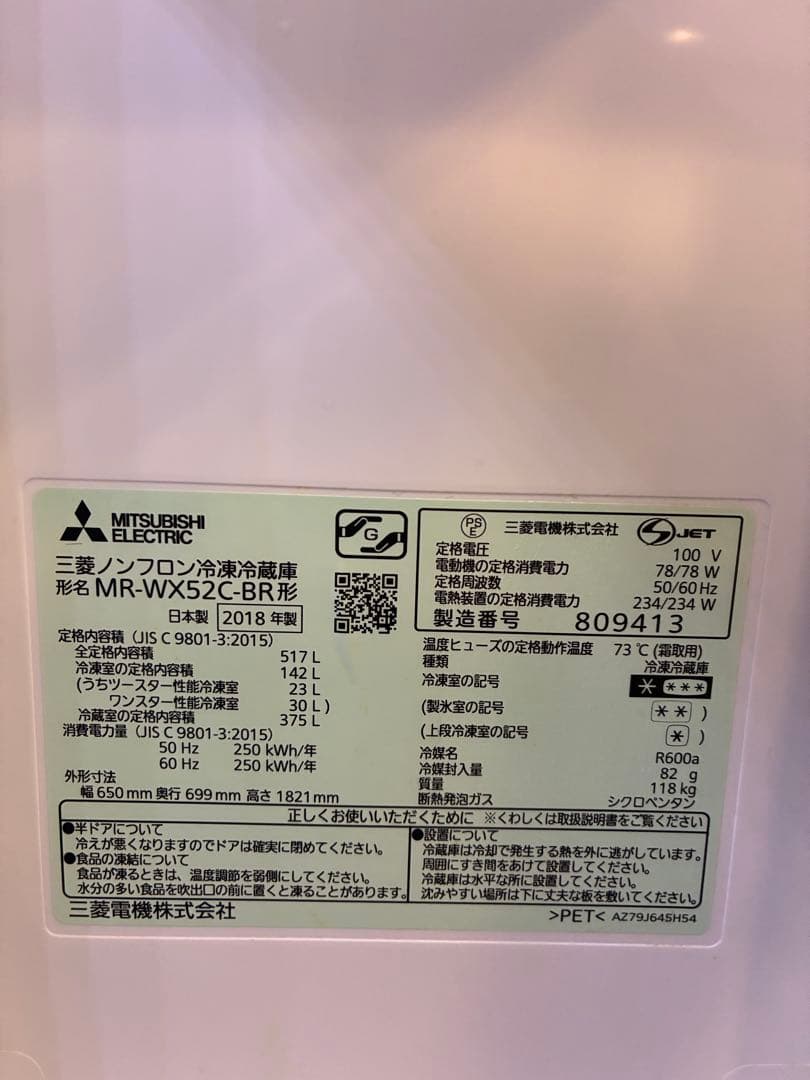 MITSUBISHI
ELECTRIC
G
三菱ノンフロン冷凍冷蔵庫
形名 MR-WX52C-BR形
日本製 2018年製
定格内容積 (JIS C 9801-3:2015)
全定格内容積 517 L
冷凍室の定格内容積 142 L
(うちツースター性能冷凍室 23 L
ワンスター性能冷凍室 30 L)
冷蔵室の定格内容積 375 L
消費電力量 (JIS C 9801-3:2015)
50 Hz 250 kWh/年
60 Hz 250 kWh/年
外形寸法
幅 650 mm 奥行 699 mm 高さ 1821 mm
PS
E
三菱電機株式会社 JET
定格電圧 100 V
電動機の定格消費電力 78/78 W
定格周波数 50/60 Hz
電熱装置の定格消費電力 234/234 W
製造番号 809413
温度ヒューズの定格動作温度 73 ℃ (霜取用)
種類 冷凍冷蔵庫
冷凍室の記号 * ***
(製氷室の記号 ** )
(上段冷凍室の記号 * )
冷媒名 R600a
冷媒封入量 82 g
質量 118 kg
断熱発泡ガス シクロペンタン
正しくお使いいただくために ※くわしくは取扱説明書をご覧ください
●半ドアについて
冷えが悪くなりますのでドアは確実に閉めてください。
●食品の凍結について
食品が凍るときは、温度調節を弱側にしてください。
水分の多い食品を吹出口の前に置くと凍ることがあります。
●設置について
冷蔵庫は冷却で発生する熱を外に逃がしています。
周囲にすき間をあけて設置してください。
冷蔵庫は水平な所に設置してください。
沈みやすい場所は下に丈夫な板を敷いてください。
三菱電機株式会社
>PET< AZ79J645H54